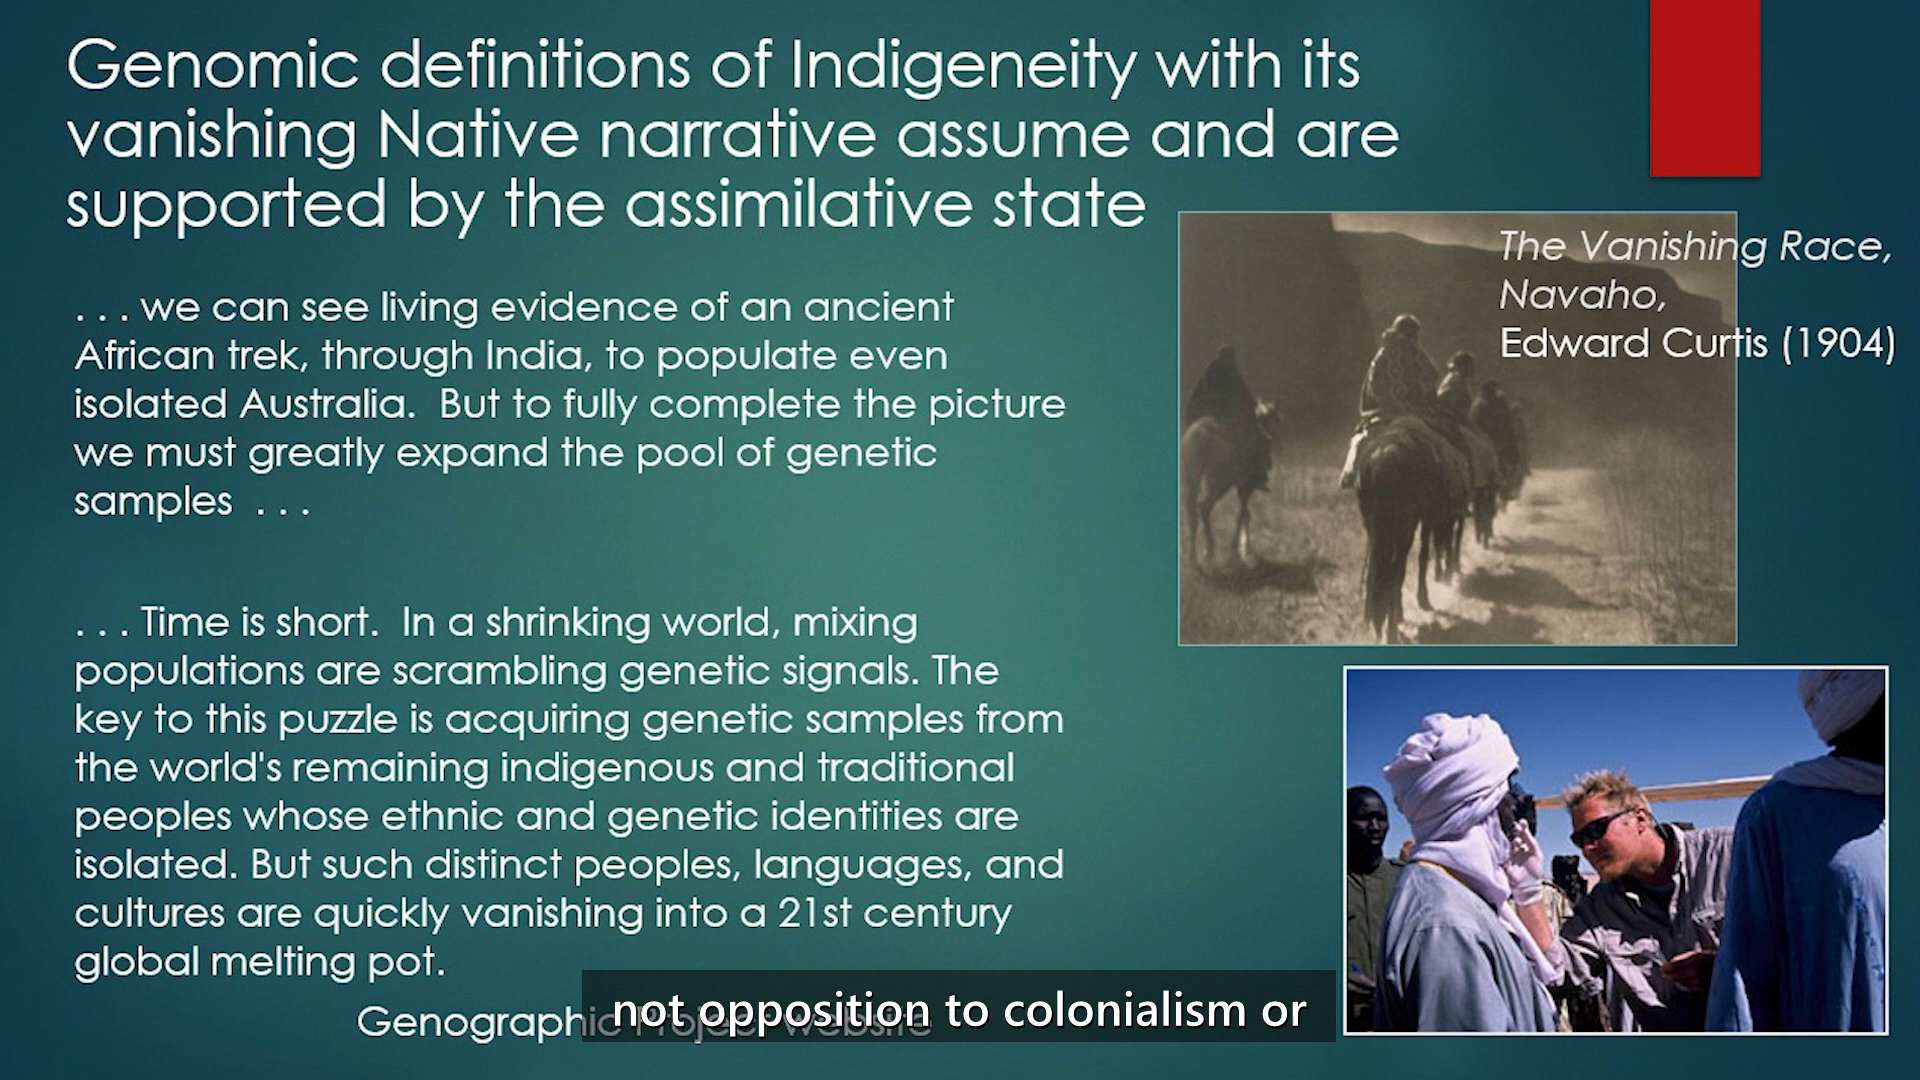 Genomic definitions of Indigeneity with its
vanishing Native narrative assume and are
supported by the assimilative state
The Vanishing Race,
Navaho,
Edward Curtis (1904)
. . . we can see living evidence of an ancient
African trek, through India, to populate even
isolated Australia.  But to fully complete the picture
we must greatly expand the pool of genetic
samples  . . .
. . . Time is short.  In a shrinking world, mixing
populations are scrambling genetic signals. The
key to this puzzle is acquiring genetic samples from
the world's remaining indigenous and traditional
peoples whose ethnic and genetic identities are
isolated. But such distinct peoples, languages, and
cultures are quickly vanishing into a 21st century
global melting pot.
Genographic Project website
not opposition to colonialism or